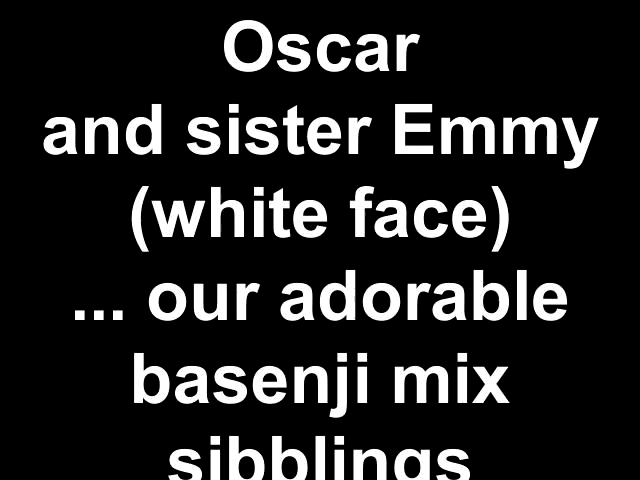 Oscar
and sister Emmy
(white face)
... our adorable
basenji mix
sibblings